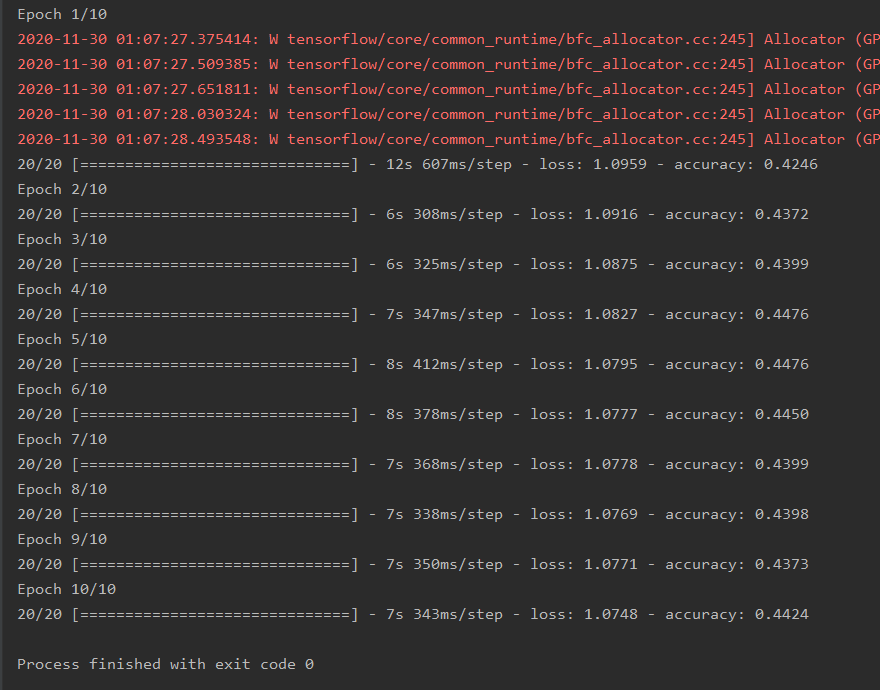 Epoch 1/10
2020-11-30 01:07:27.375414: W tensorflow/core/common_runtime/bfc_allocator.cc:245] Allocator (GP
2020-11-30 01:07:27.509385: W tensorflow/core/common_runtime/bfc_allocator.cc:245] Allocator (GP
2020-11-30 01:07:27.651811: W tensorflow/core/common_runtime/bfc_allocator.cc:245] Allocator (GP
2020-11-30 01:07:28.030324: W tensorflow/core/common_runtime/bfc_allocator.cc:245] Allocator (GP
2020-11-30 01:07:28.493548: W tensorflow/core/common_runtime/bfc_allocator.cc:245] Allocator (GP
20/20 [==============================] - 12s 607ms/step - loss: 1.0959 - accuracy: 0.4246
Epoch 2/10
20/20 [==============================] - 6s 308ms/step - loss: 1.0916 - accuracy: 0.4372
Epoch 3/10
20/20 [==============================] - 6s 325ms/step - loss: 1.0875 - accuracy: 0.4399
Epoch 4/10
20/20 [==============================] - 7s 347ms/step - loss: 1.0827 - accuracy: 0.4476
Epoch 5/10
20/20 [==============================] - 8s 412ms/step - loss: 1.0795 - accuracy: 0.4476
Epoch 6/10
20/20 [==============================] - 8s 378ms/step - loss: 1.0777 - accuracy: 0.4450
Epoch 7/10
20/20 [==============================] - 7s 368ms/step - loss: 1.0778 - accuracy: 0.4399
Epoch 8/10
20/20 [==============================] - 7s 338ms/step - loss: 1.0769 - accuracy: 0.4398
Epoch 9/10
20/20 [==============================] - 7s 350ms/step - loss: 1.0771 - accuracy: 0.4373
Epoch 10/10
20/20 [==============================] - 7s 343ms/step - loss: 1.0748 - accuracy: 0.4424
Process finished with exit code 0